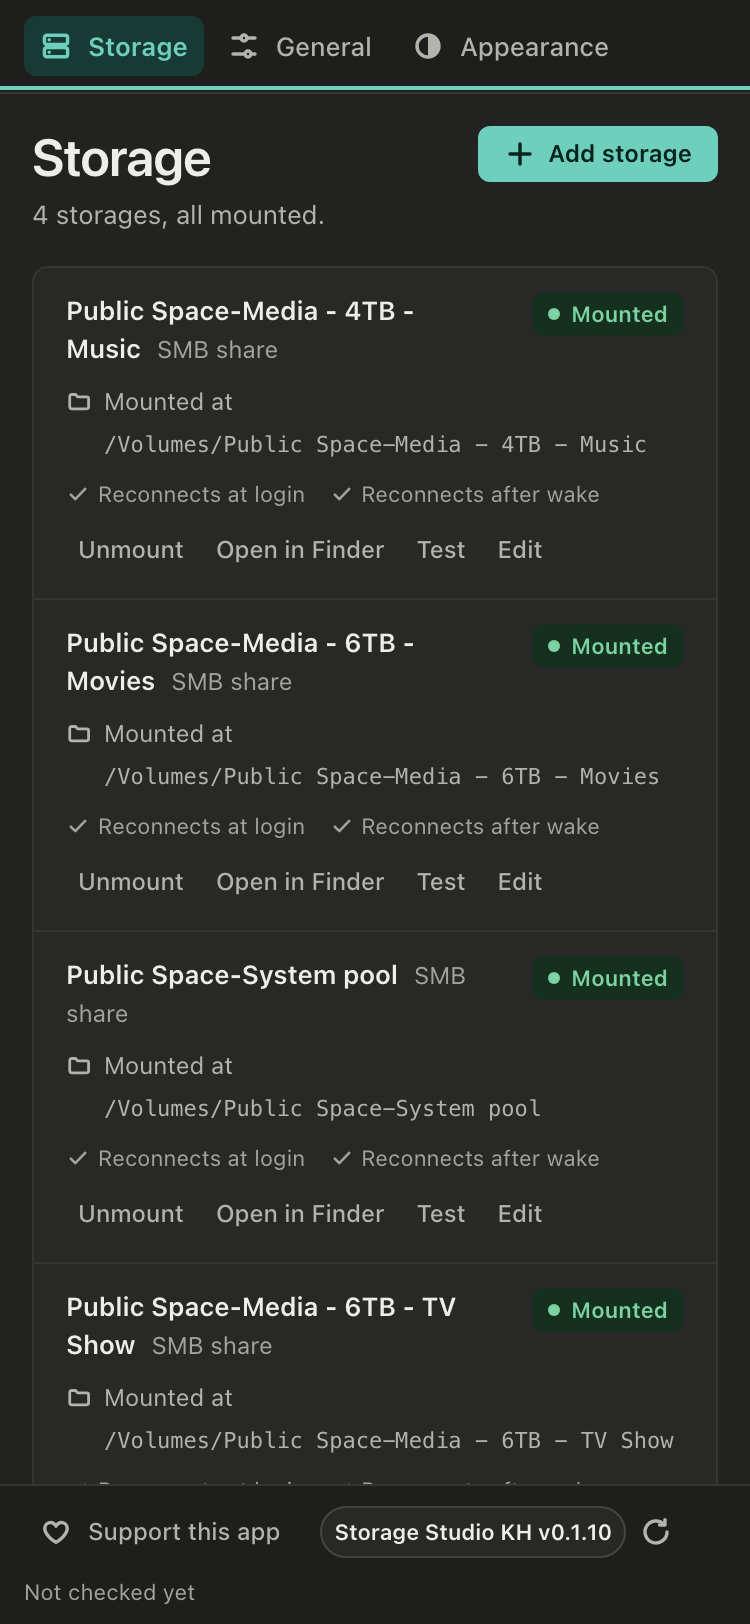 Storage
General
Appearance
Storage
Add storage
4 storages, all mounted.
Public Space-Media - 4TB -
Music SMB share
Mounted
Mounted at
/Volumes/Public Space-Media - 4TB - Music
Reconnects at login
Reconnects after wake
Unmount
Open in Finder
Test
Edit
Public Space-Media - 6TB -
Movies SMB share
Mounted
Mounted at
/Volumes/Public Space-Media - 6TB - Movies
Reconnects at login
Reconnects after wake
Unmount
Open in Finder
Test
Edit
Public Space-System pool SMB
share
Mounted
Mounted at
/Volumes/Public Space-System pool
Reconnects at login
Reconnects after wake
Unmount
Open in Finder
Test
Edit
Public Space-Media - 6TB - TV
Show SMB share
Mounted
Mounted at
/Volumes/Public Space-Media - 6TB - TV Show
Support this app
Storage Studio KH v0.1.10
Not checked yet